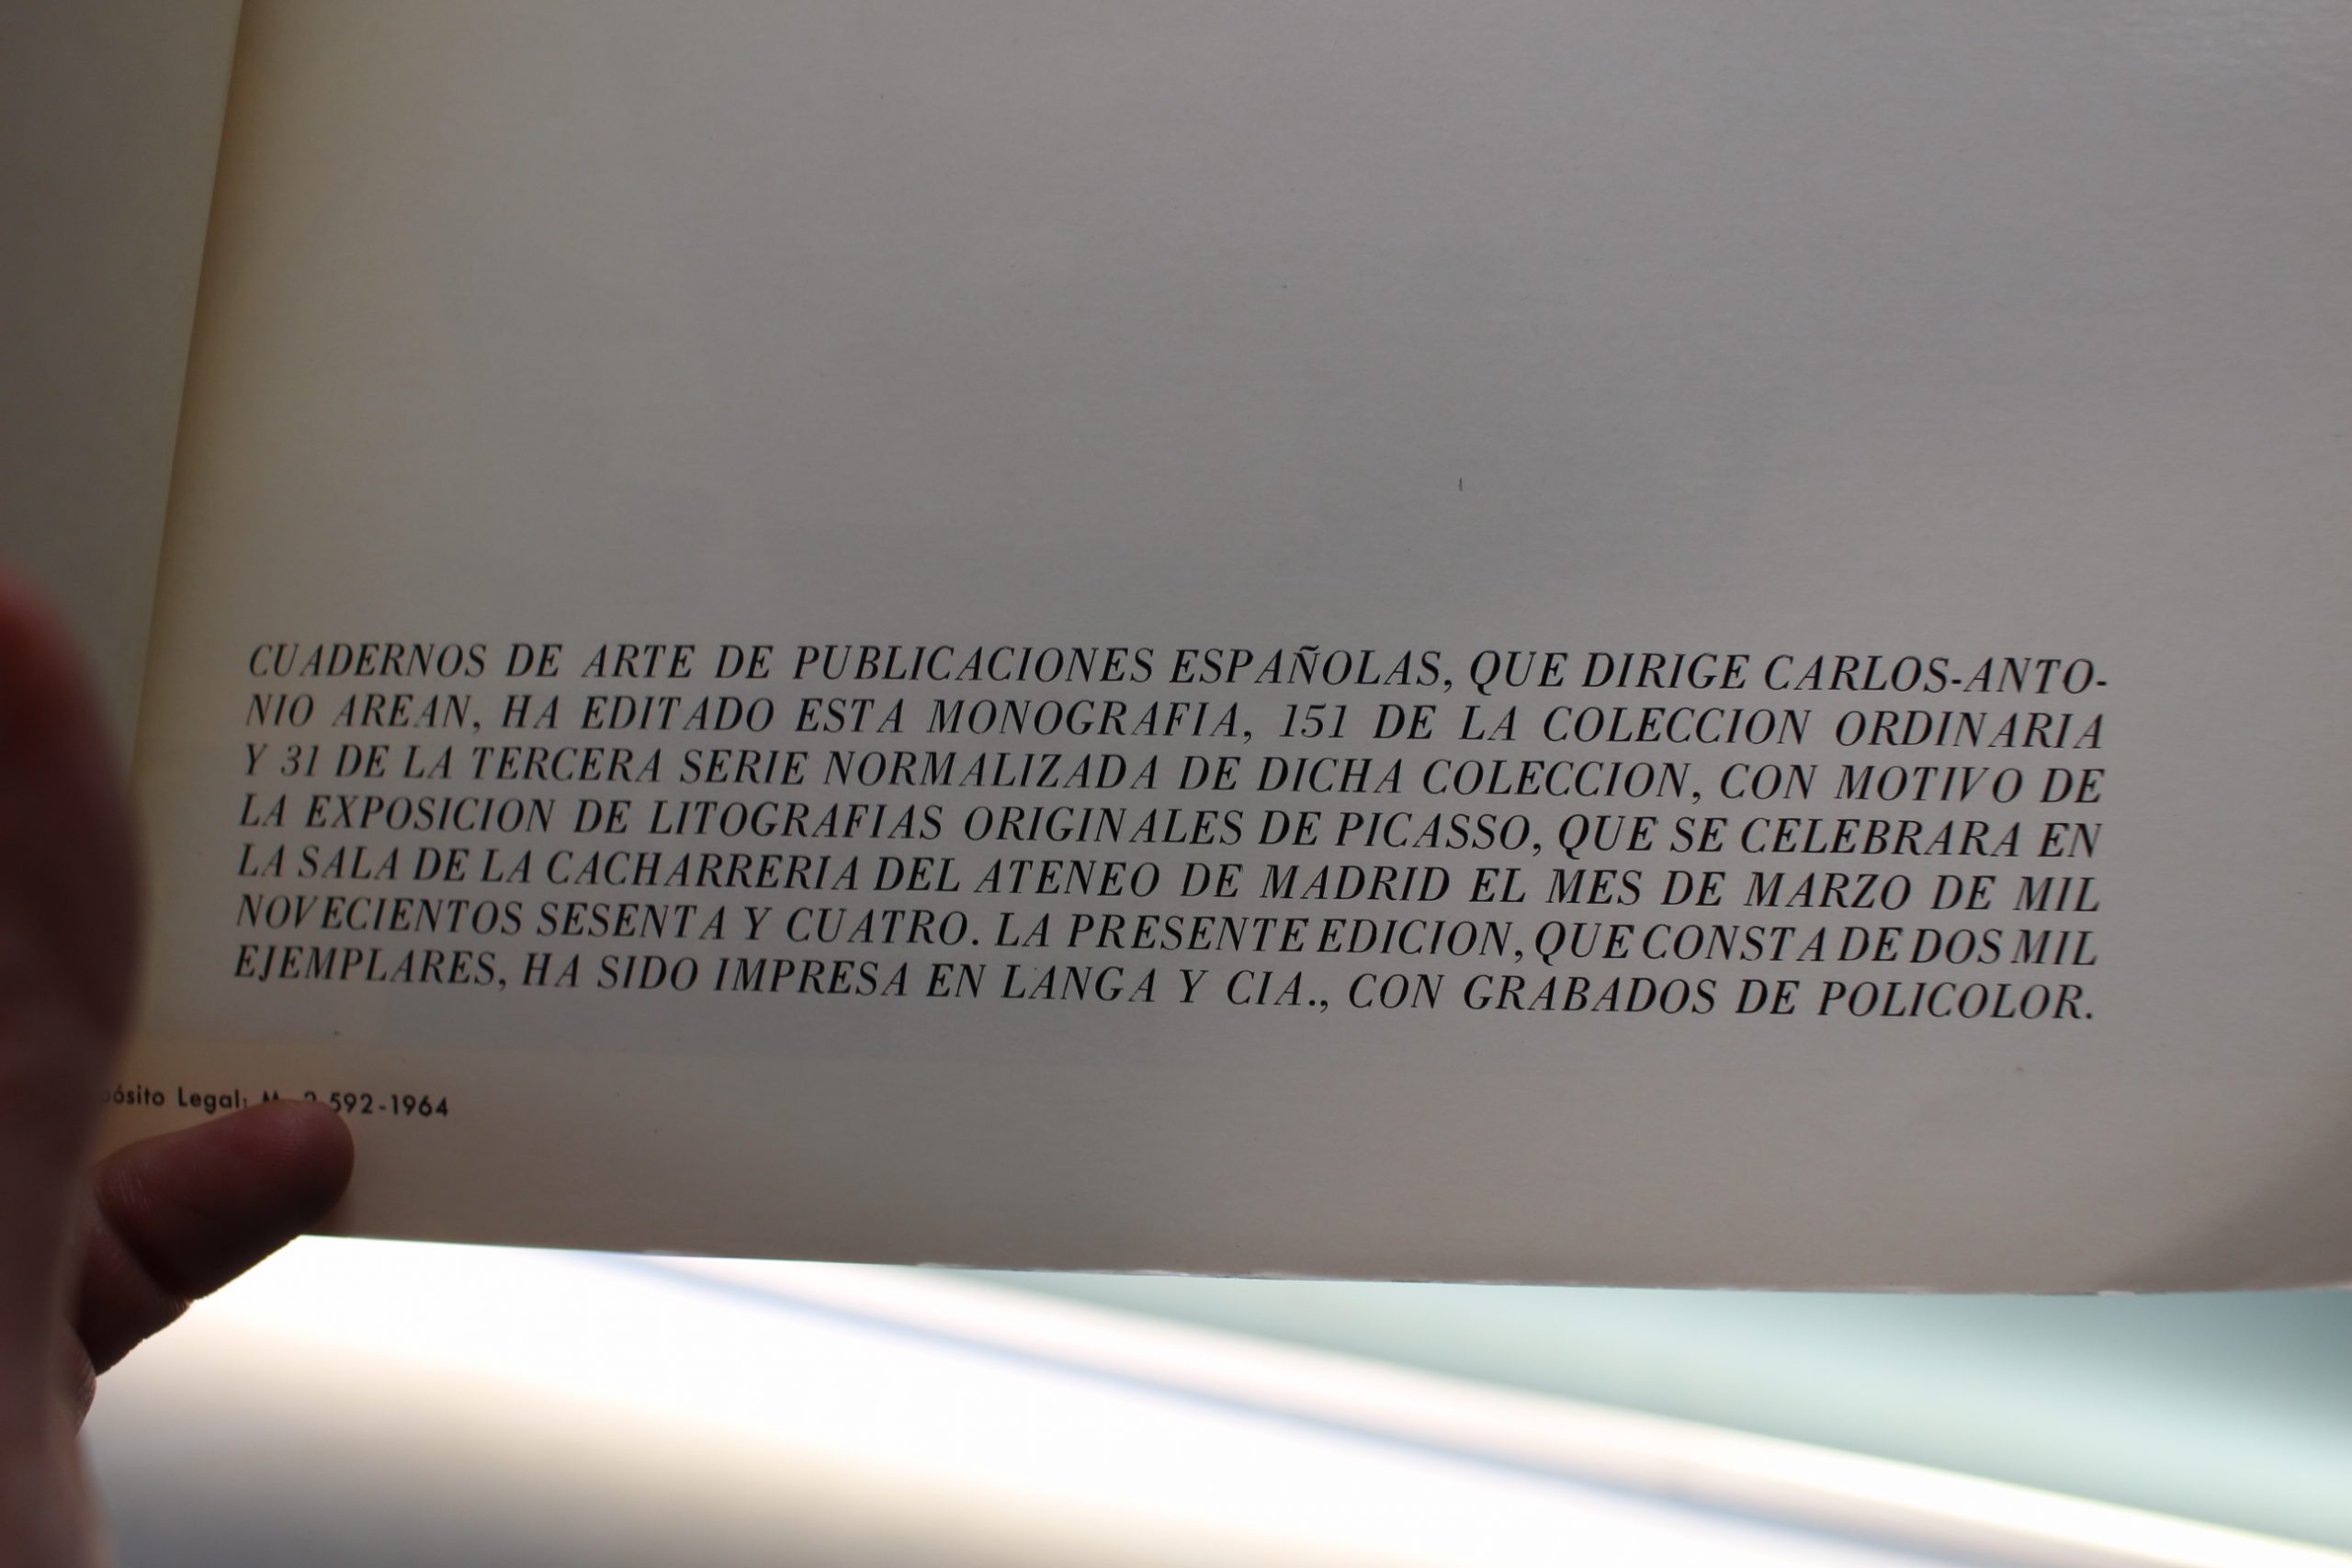 CUADERNOS DE ARTE DE PUBLICACIONES ESPAÑOLAS, QUE DIRIGE CARLOS-ANTO-
NIO AREAN, HA EDITADO ESTA MONOGRAFIA, 151 DE LA COLECCION ORDINARIA
Y 31 DE LA TERCERA SERIE NORMALIZADA DE DICHA COLECCION, CON MOTIVO DE
LA EXPOSICION DE LITOGRAFIAS ORIGINALES DE PICASSO, QUE SE CELEBRARA EN
LA SALA DE LA CACHARRERIA DEL ATENEO DE MADRID EL MES DE MARZO DE MIL
NOVECIENTOS SESENTA Y CUATRO. LA PRESENTE EDICION, QUE CONSTA DE DOS MIL
EJEMPLARES, HA SIDO IMPRESA EN LANGA Y CIA., CON GRABADOS DE POLICOLOR.
Legal: 592-1964